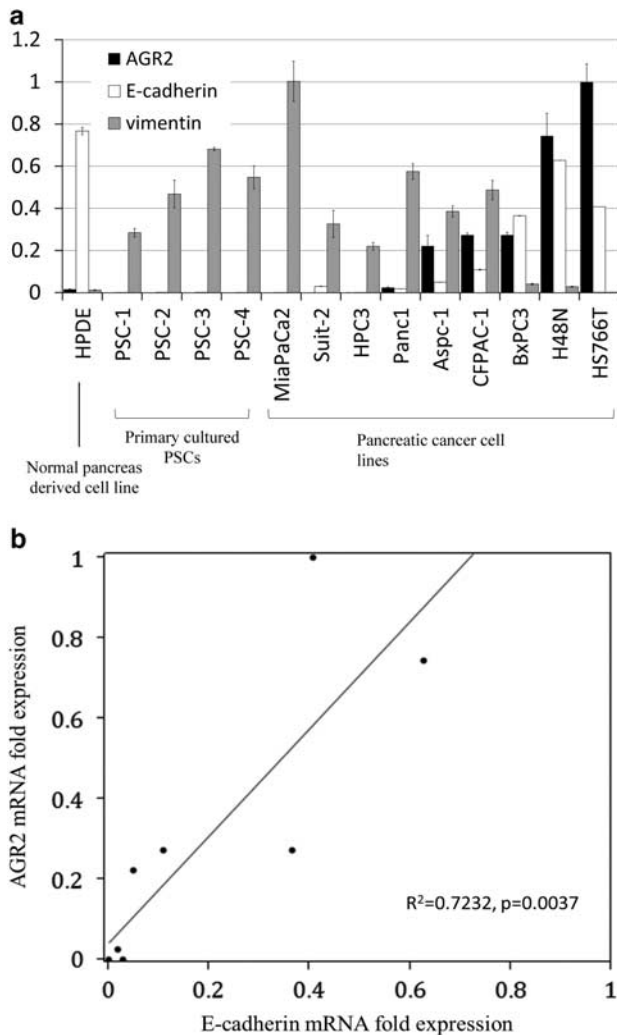 a
1.2
1
0.8
0.6
0.4
0.2
0
AGR2
E-cadherin
vimentin
HPDE
PSC-1
PSC-2
PSC-3
PSC-4
MiaPaCa2
Suit-2
HPC3
Panc1
Aspc-1
CFPAC-1
BxPC3
H48N
HS766T
Normal pancreas
derived cell line
Primary cultured
PSCs
Pancreatic cancer cell
lines
b
AGR2 mRNA fold expression
1
0.8
0.6
0.4
0.2
0
R²=0.7232, p=0.0037
0 0.2 0.4 0.6 0.8 1
E-cadherin mRNA fold expression